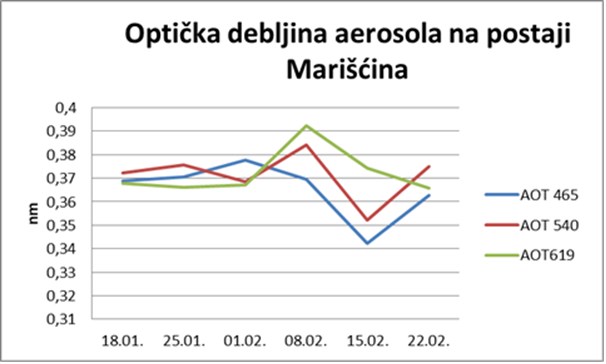 Optička debljina aerosola na postaji
Marišćina
0,4
0,39
0,38
0,37
0,36
0,35
0,34
0,33
0,32
0,31
nm
18.01. 25.01. 01.02. 08.02. 15.02. 22.02.
AOT 465
AOT 540
AOT619